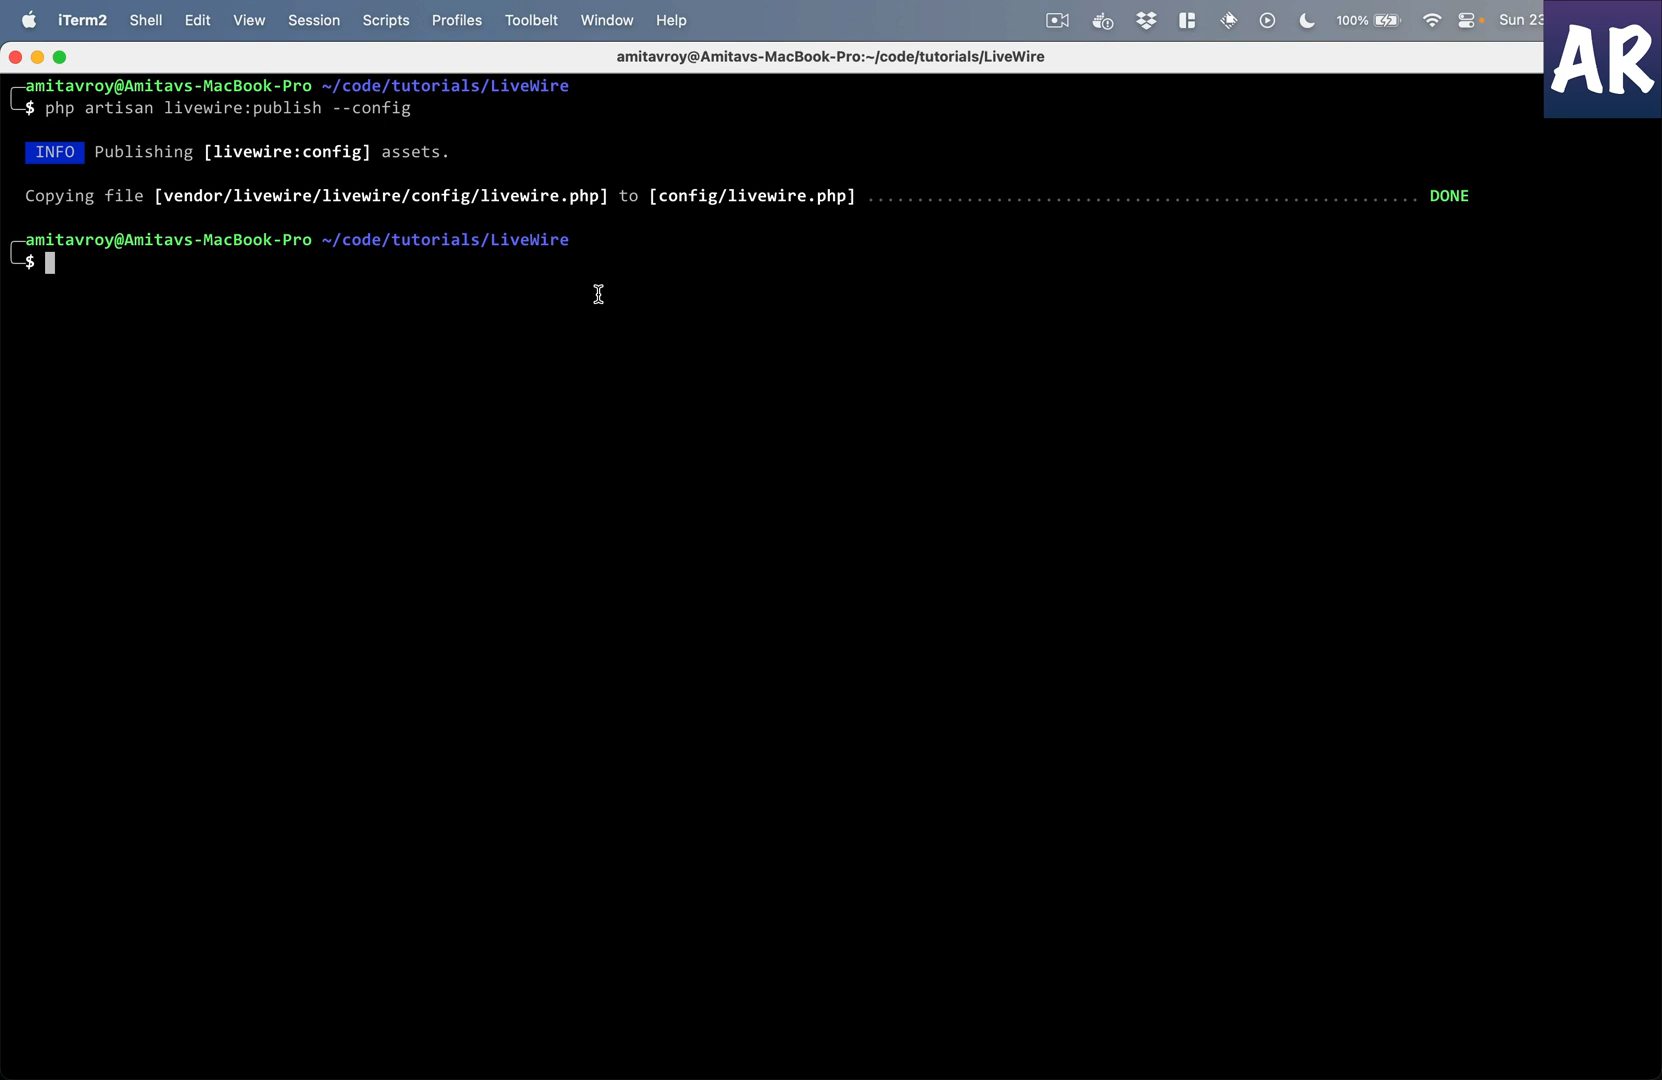 iTerm2 Shell Edit View Session Scripts Profiles Toolbelt Window Help 100% Sun 23
AR
amitavroy@Amitavs-MacBook-Pro:~/code/tutorials/LiveWire
amitavroy@Amitavs-MacBook-Pro ~/code/tutorials/LiveWire
$ php artisan livewire:publish --config
INFO Publishing [livewire:config] assets.
Copying file [vendor/livewire/livewire/config/livewire.php] to [config/livewire.php] ........................................................ DONE
amitavroy@Amitavs-MacBook-Pro ~/code/tutorials/LiveWire
$